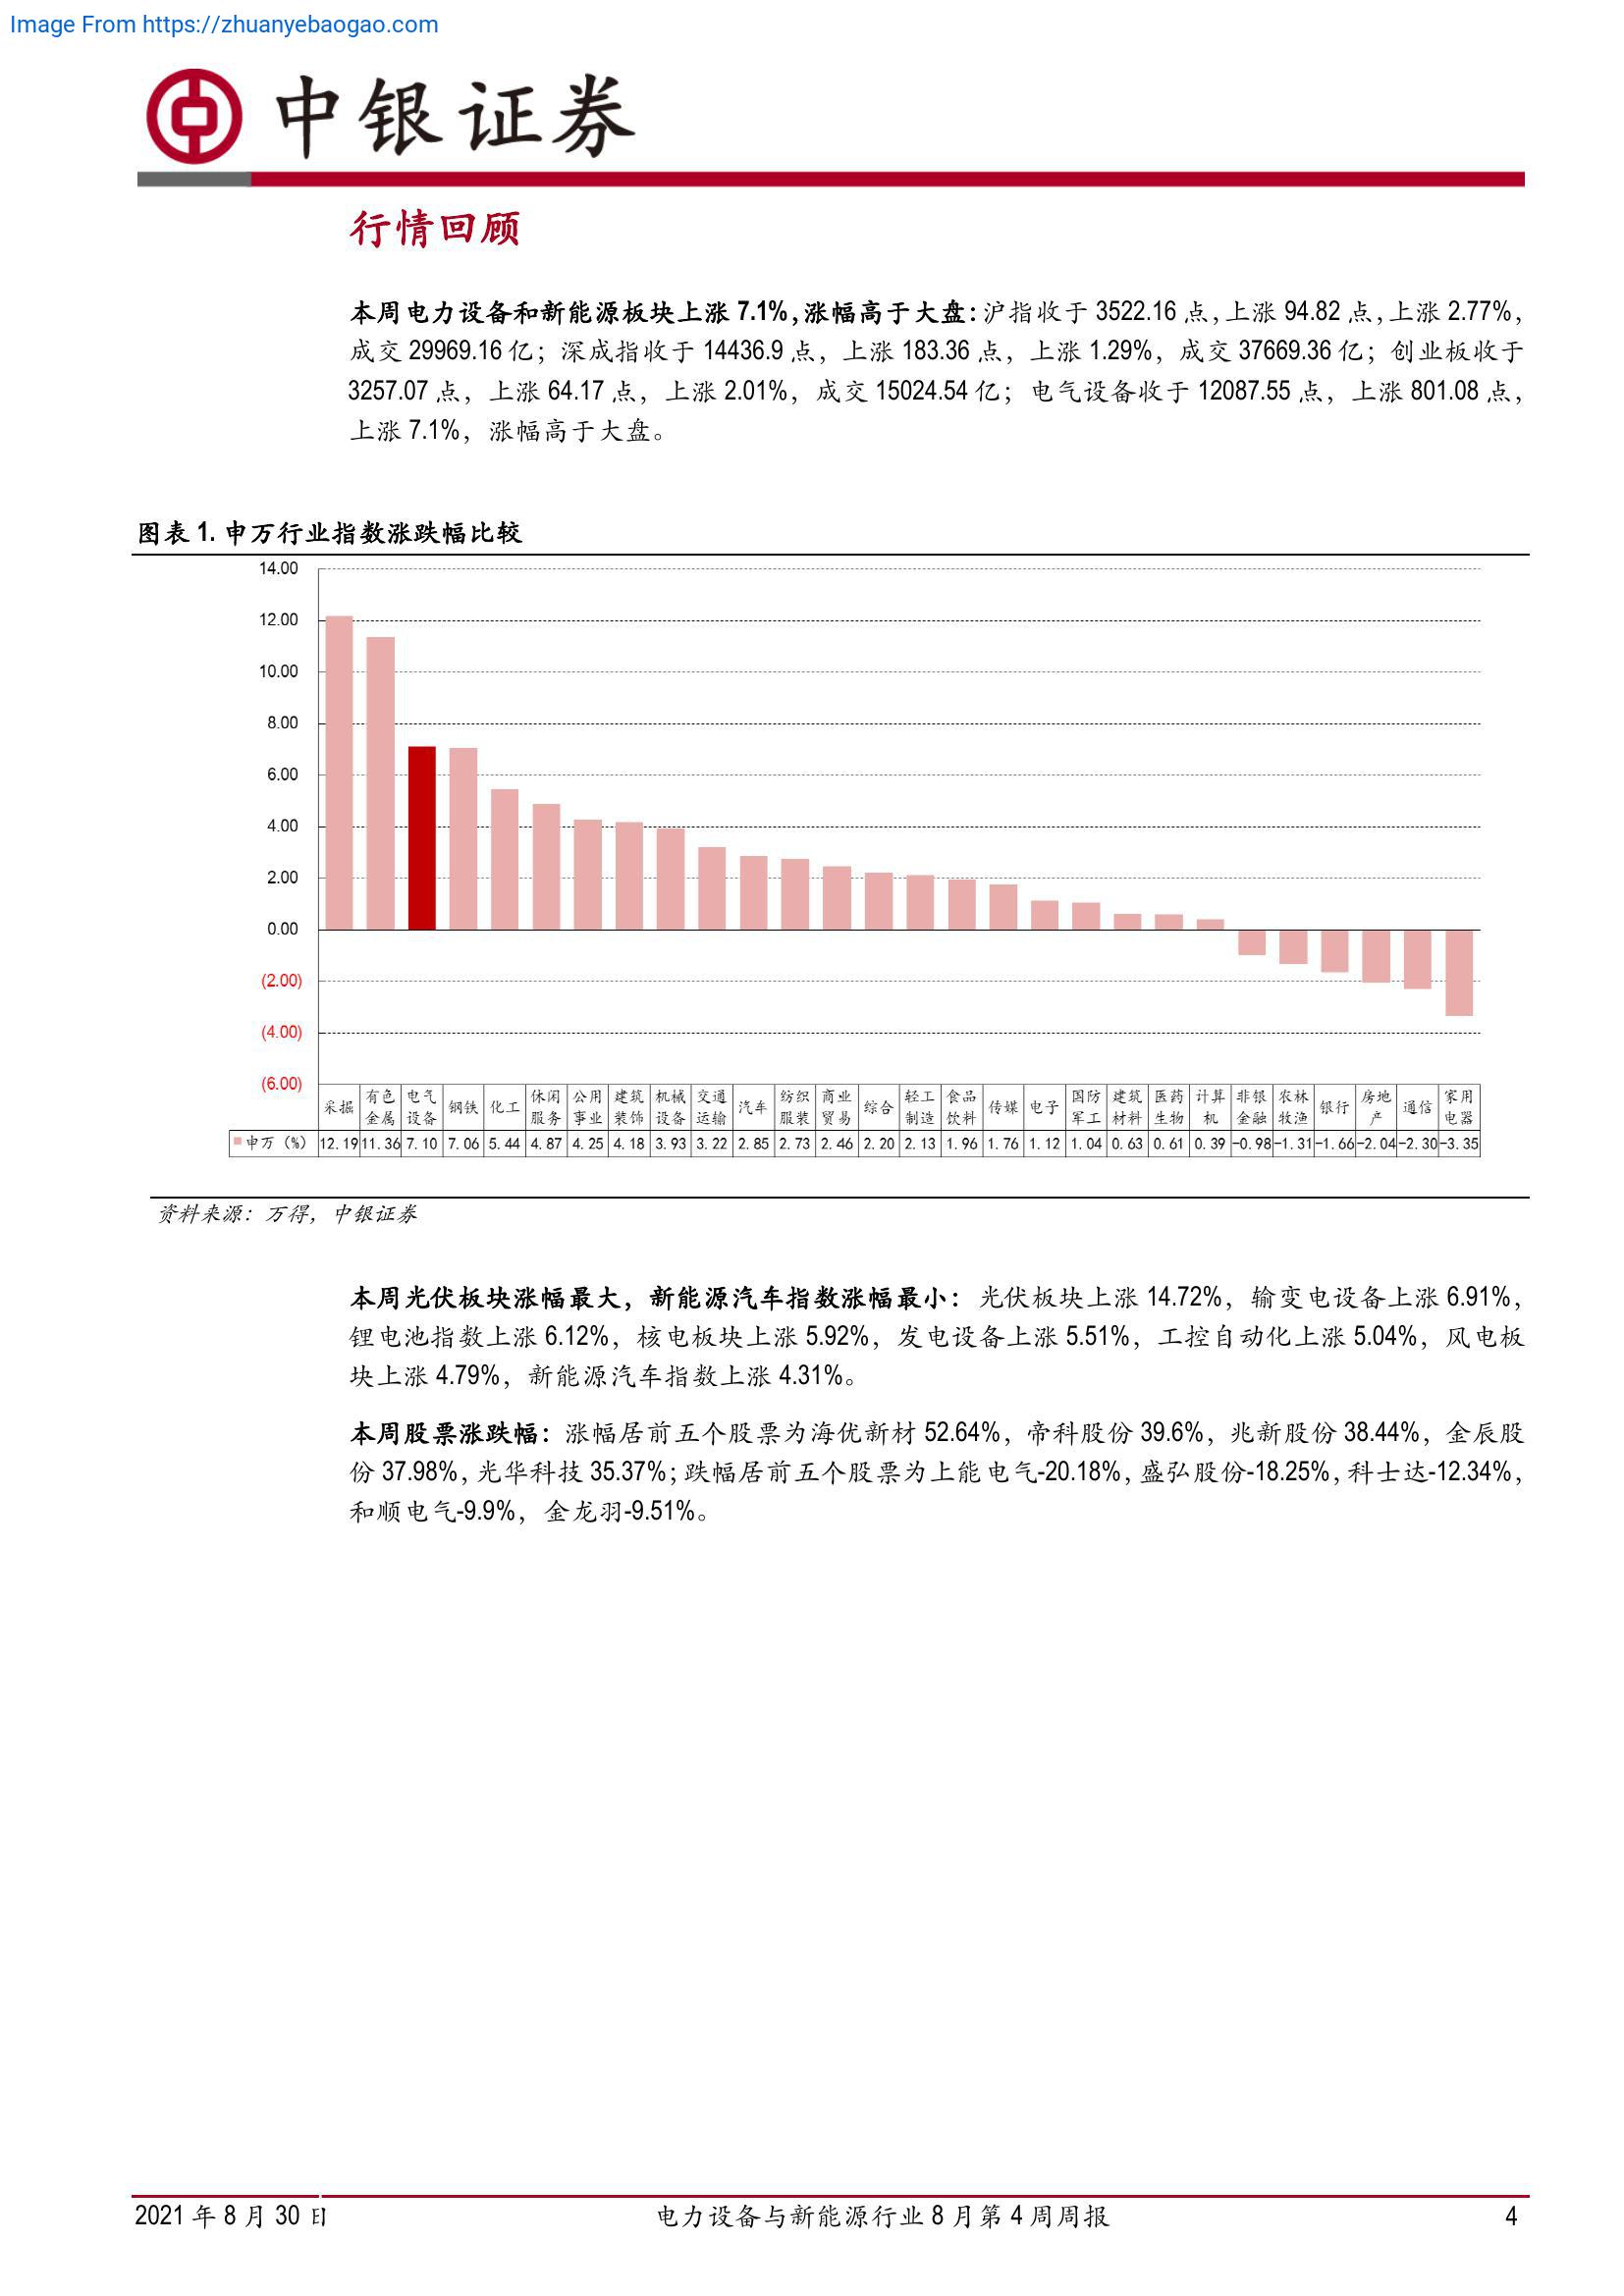 Image From https://zhuanyebaogao.com
中银证券
行情回顾
本周电力设备和新能源板块上涨 7.1%,涨幅高于大盘:沪指收于 3522.16 点,上涨 94.82 点,上涨 2.77%,
成交 29969.16 亿；深成指收于 14436.9 点，上涨 183.36 点，上涨 1.29%，成交 37669.36 亿；创业板收于
3257.07 点，上涨 64.17 点，上涨 2.01%，成交 15024.54 亿；电气设备收于 12087.55 点，上涨 801.08 点，
上涨 7.1%，涨幅高于大盘。
图表 1. 申万行业指数涨跌幅比较
14.00
12.00
10.00
8.00
6.00
4.00
2.00
0.00
(2.00)
(4.00)
(6.00)
采掘 有色金属 电气设备 钢铁 化工 休闲服务 公用事业 建筑装饰 机械设备 交通运输 汽车 纺织服装 商业贸易 综合 轻工制造 食品饮料 传媒 电子 国防军工 建筑材料 医药生物 计算机 非银金融 农林牧渔 银行 房地产 通信 家用电器
申万（%） 12.19 11.36 7.10 7.06 5.44 4.87 4.25 4.18 3.93 3.22 2.85 2.73 2.46 2.20 2.13 1.96 1.76 1.12 1.04 0.63 0.61 0.39 -0.98 -1.31 -1.66 -2.04 -2.30 -3.35
资料来源：万得，中银证券
本周光伏板块涨幅最大，新能源汽车指数涨幅最小：光伏板块上涨 14.72%，输变电设备上涨 6.91%，
锂电池指数上涨 6.12%，核电板块上涨 5.92%，发电设备上涨 5.51%，工控自动化上涨 5.04%，风电板
块上涨 4.79%，新能源汽车指数上涨 4.31%。
本周股票涨跌幅：涨幅居前五个股票为海优新材 52.64%，帝科股份 39.6%，兆新股份 38.44%，金辰股
份 37.98%,光华科技 35.37%;跌幅居前五个股票为上能电气-20.18%,盛弘股份-18.25%,科士达-12.34%,
和顺电气-9.9%，金龙羽-9.51%。
2021 年 8 月 30 日
电力设备与新能源行业 8 月第 4 周周报
4